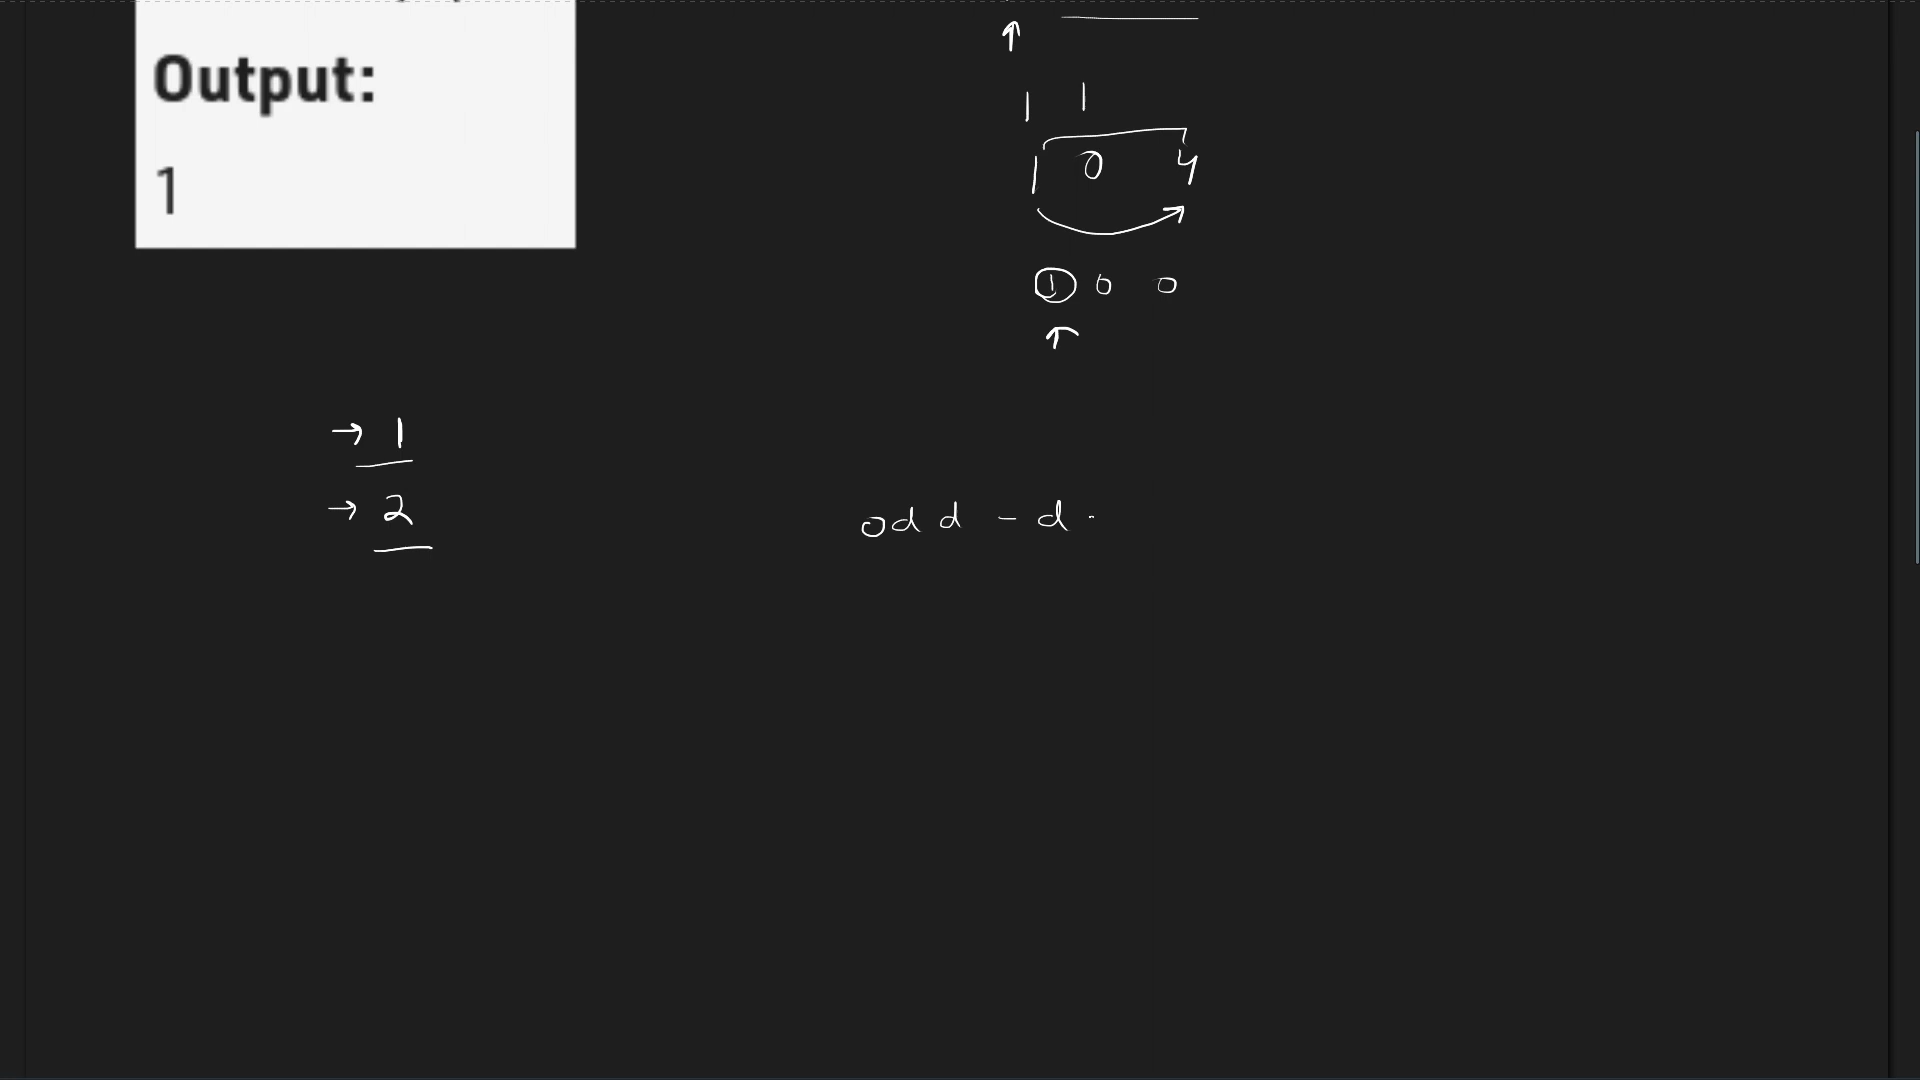 Output:
1
1 1
1 0 4
1 0 0
→ 1
→ 2
odd - d.